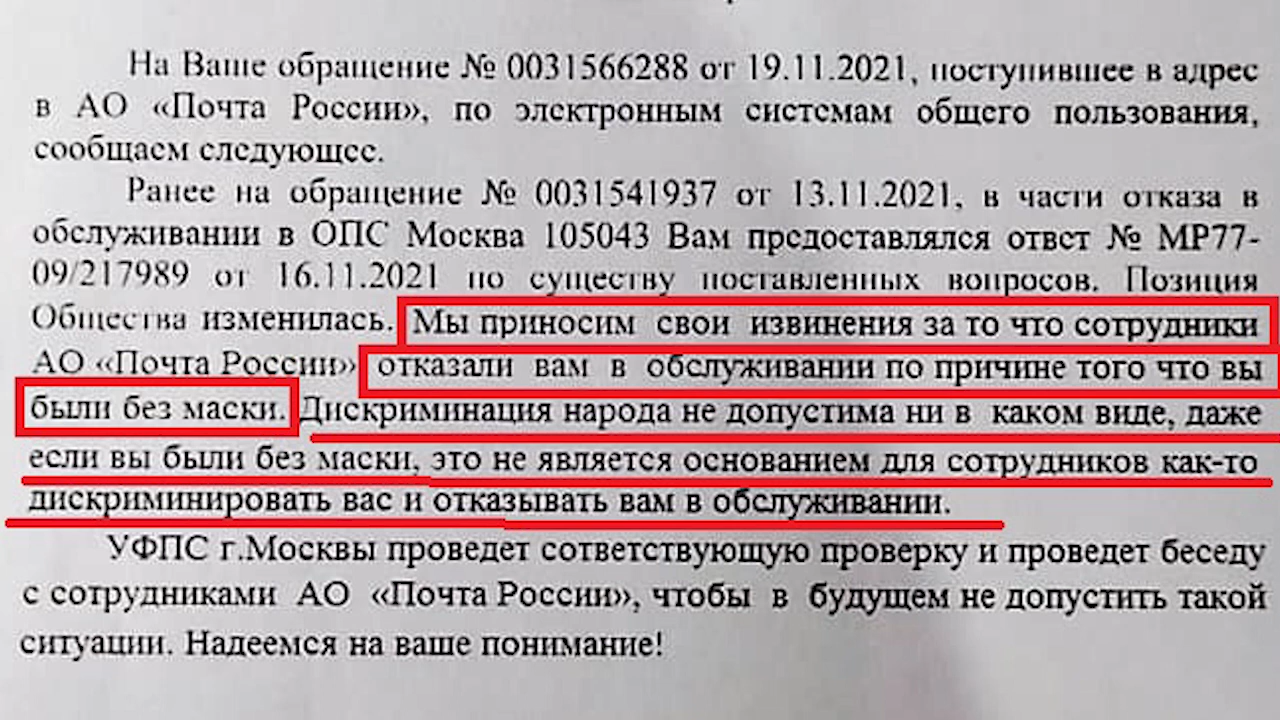 На Ваше обращение № 0031566288 от 19.11.2021, поступившее в адрес
в АО «Почта России», по электронным системам общего пользования,
сообщаем следующее.
Ранее на обращение № 0031541937 от 13.11.2021, в части отказа в
обслуживании в ОПС Москва 105043 Вам предоставлялся ответ № МР77-
09/217989 от 16.11.2021 по существу поставленных вопросов. Позиция
Общества изменилась. Мы приносим свои извинения за то что сотрудники
АО «Почта России» отказали вам в обслуживании по причине того что вы
были без маски. Дискриминация народа не допустима ни в каком виде, даже
если вы были без маски, это не является основанием для сотрудников как-то
дискриминировать вас и отказывать вам в обслуживании.
УФПС г.Москвы проведет сответствующую проверку и проведет беседу
с сотрудниками АО «Почта России», чтобы в будущем не допустить такой
ситуации. Надеемся на ваше понимание!